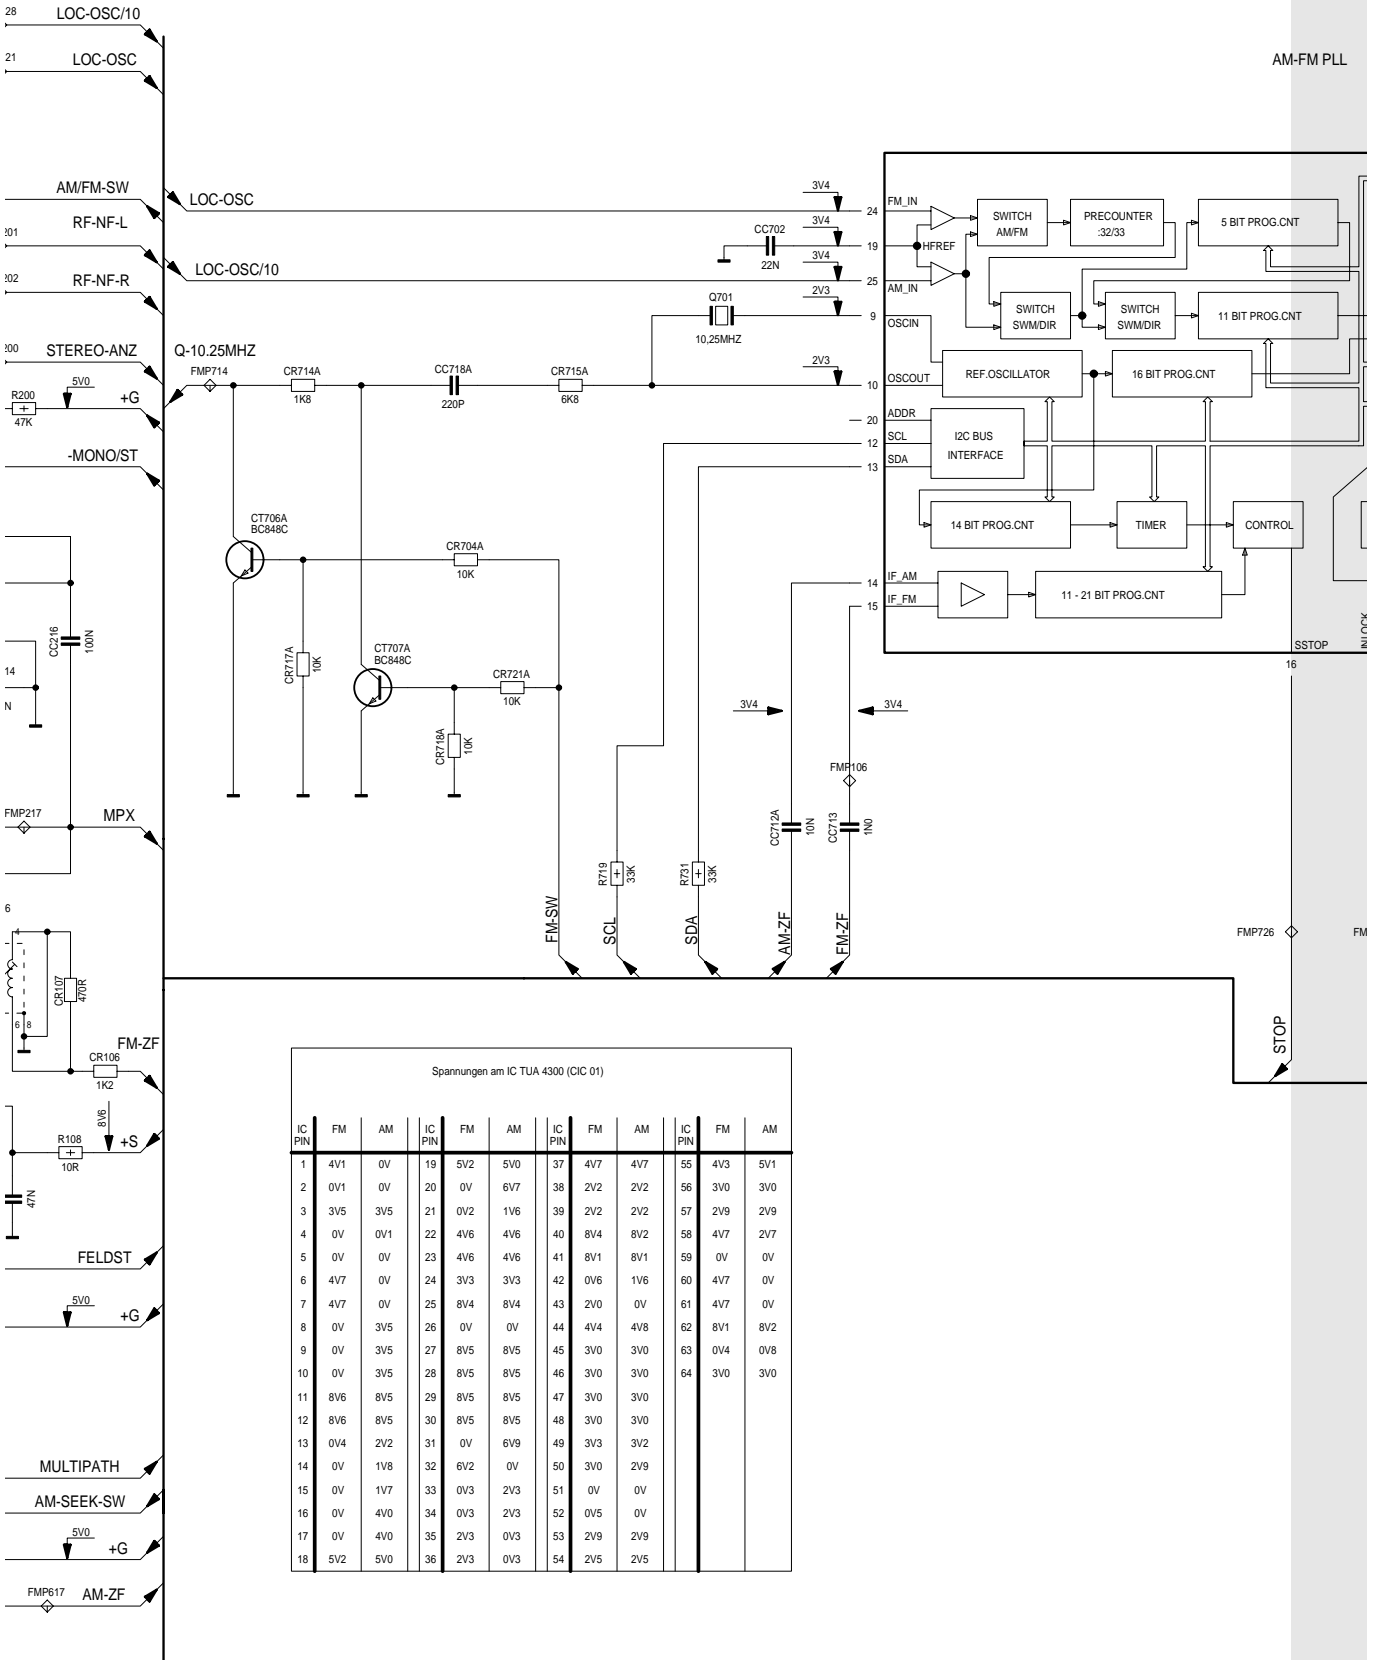 28 LOC-OSC/10
21 LOC-OSC
AM-FM PLL
AM/FM-SW
LOC-OSC
3V4
24 FM_IN
SWITCH
AM/FM
PRECOUNTER
:32/33
5 BIT PROG.CNT
RF-NF-L
201
CC702
22N
3V4
19 HFREF
LOC-OSC/10
3V4
25 AM_IN
202 RF-NF-R
Q701
10,25MHZ
2V3
9 OSCIN
SWITCH
SWM/DIR
SWITCH
SWM/DIR
11 BIT PROG.CNT
200 STEREO-ANZ
Q-10.25MHZ
FMP714
CR714A
1K8
CC718A
220P
CR715A
6K8
2V3
10 OSCOUT
REF.OSCILLATOR
16 BIT PROG.CNT
R200
47K
5V0
+G
20 ADDR
12 SCL
13 SDA
I2C BUS
INTERFACE
-MONO/ST
14 BIT PROG.CNT
TIMER
CONTROL
CT706A
BC848C
CR704A
10K
14 IF_AM
15 IF_FM
11 - 21 BIT PROG.CNT
CC216
100N
CR717A
10K
CT707A
BC848C
CR721A
10K
CR718A
10K
14
N
SSTOP
16
INLOCK
3V4
3V4
FMP106
FMP217
MPX
CC712A
10N
CC713
1N0
R719
33K
R731
33K
FM-SW
SCL
SDA
AM-ZF
FM-ZF
FMP726
FM
6
4
CR107
470R
6 8
STOP
FM-ZF
CR106
1K2
8V6
+S
R108
10R
47N
FELDST
5V0
+G
MULTIPATH
AM-SEEK-SW
5V0
+G
FMP617
AM-ZF
Spannungen am IC TUA 4300 (CIC 01)
IC PIN FM AM IC PIN FM AM IC PIN FM AM IC PIN FM AM
1 4V1 0V 19 5V2 5V0 37 4V7 4V7 55 4V3 5V1
2 0V1 0V 20 0V 6V7 38 2V2 2V2 56 3V0 3V0
3 3V5 3V5 21 0V2 1V6 39 2V2 2V2 57 2V9 2V9
4 0V 0V1 22 4V6 4V6 40 8V4 8V2 58 4V7 2V7
5 0V 0V 23 4V6 4V6 41 8V1 8V1 59 0V 0V
6 4V7 0V 24 3V3 3V3 42 0V6 1V6 60 4V7 0V
7 4V7 0V 25 8V4 8V4 43 2V0 0V 61 4V7 0V
8 0V 3V5 26 0V 0V 44 4V4 4V8 62 8V1 8V2
9 0V 3V5 27 8V5 8V5 45 3V0 3V0 63 0V4 0V8
10 0V 3V5 28 8V5 8V5 46 3V0 3V0 64 3V0 3V0
11 8V6 8V5 29 8V5 8V5 47 3V0 3V0
12 8V6 8V5 30 8V5 8V5 48 3V0 3V0
13 0V4 2V2 31 0V 6V9 49 3V3 3V2
14 0V 1V8 32 6V2 0V 50 3V0 2V9
15 0V 1V7 33 0V3 2V3 51 0V 0V
16 0V 4V0 34 0V3 2V3 52 0V5 0V
17 0V 4V0 35 2V3 0V3 53 2V9 2V9
18 5V2 5V0 36 2V3 0V3 54 2V5 2V5